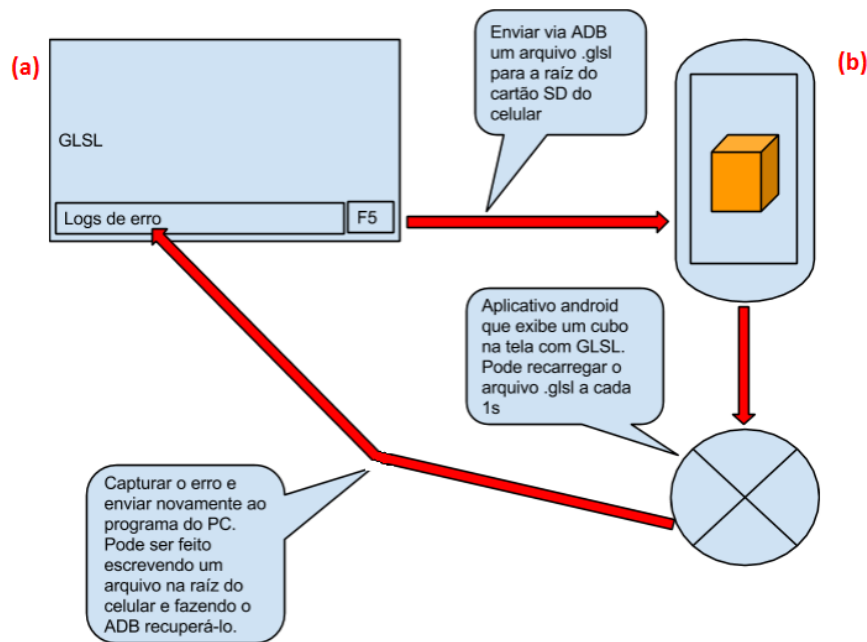 (a)
GLSL
Logs de erro
F5
Enviar via ADB
um arquivo .glsl
para a raíz do
cartão SD do
celular
(b)
Aplicativo android
que exibe um cubo
na tela com GLSL.
Pode recarregar o
arquivo .glsl a cada
1s
Capturar o erro e
enviar novamente ao
programa do PC.
Pode ser feito
escrevendo um
arquivo na raíz do
celular e fazendo o
ADB recuperá-lo.